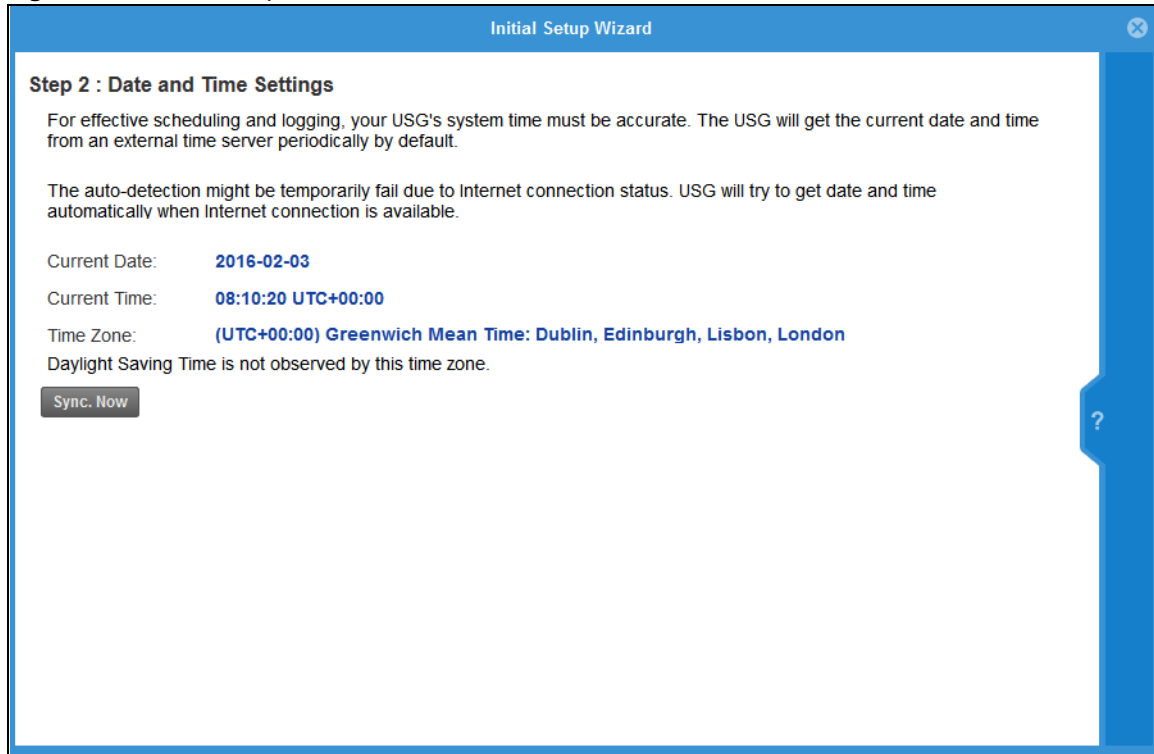 Initial Setup Wizard
Step 2 : Date and Time Settings
For effective scheduling and logging, your USG's system time must be accurate. The USG will get the current date and time
from an external time server periodically by default.
The auto-detection might be temporarily fail due to Internet connection status. USG will try to get date and time
automatically when Internet connection is available.
Current Date: 2016-02-03
Current Time: 08:10:20 UTC+00:00
Time Zone: (UTC+00:00) Greenwich Mean Time: Dublin, Edinburgh, Lisbon, London
Daylight Saving Time is not observed by this time zone.
Sync. Now
?